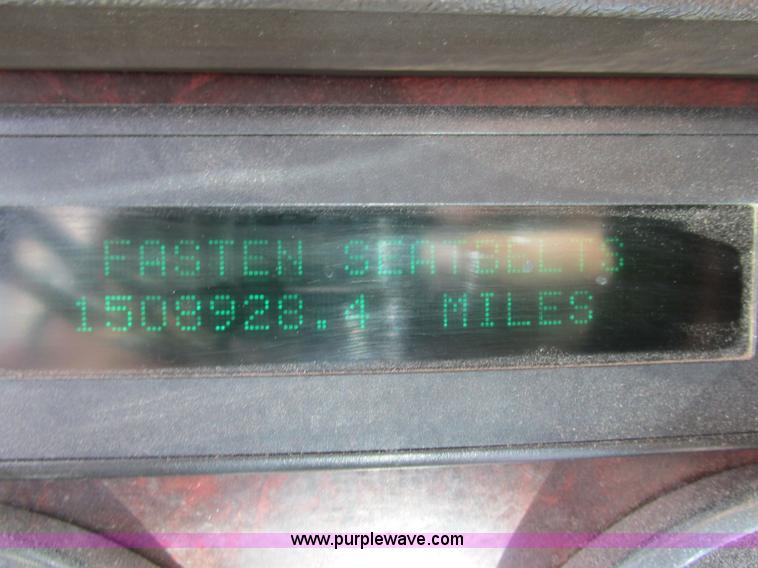 FASTEN SEATBELTS
1508928.4 MILES
www.purplewave.com